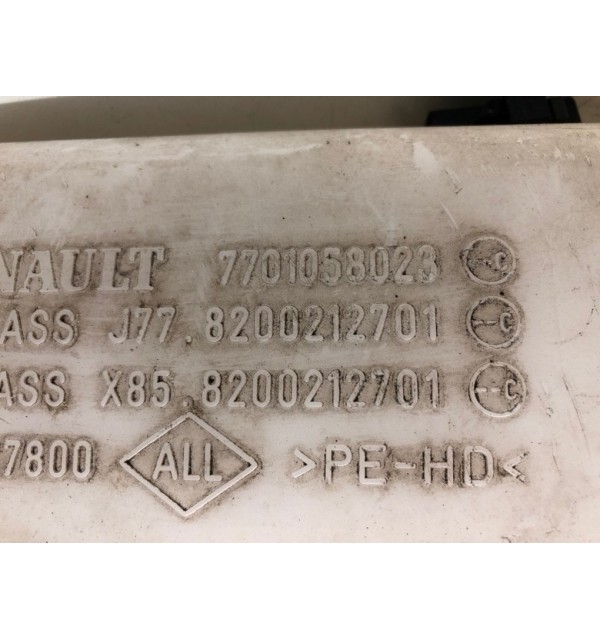 NAULT 7701058023 -C
ASS J77.8200212701 -C
ASS X85.8200212701 --C
7800 ALL >PE-HD<